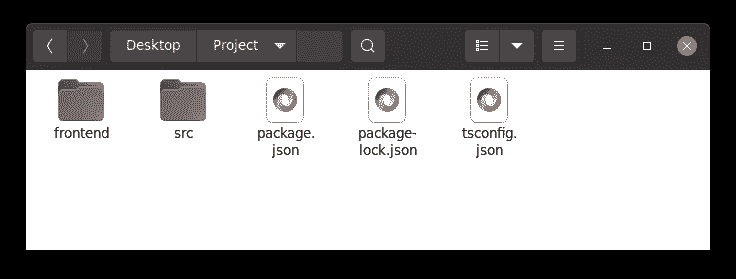 Desktop Project
frontend
src
package.
json
package-
lock.json
tsconfig.
json